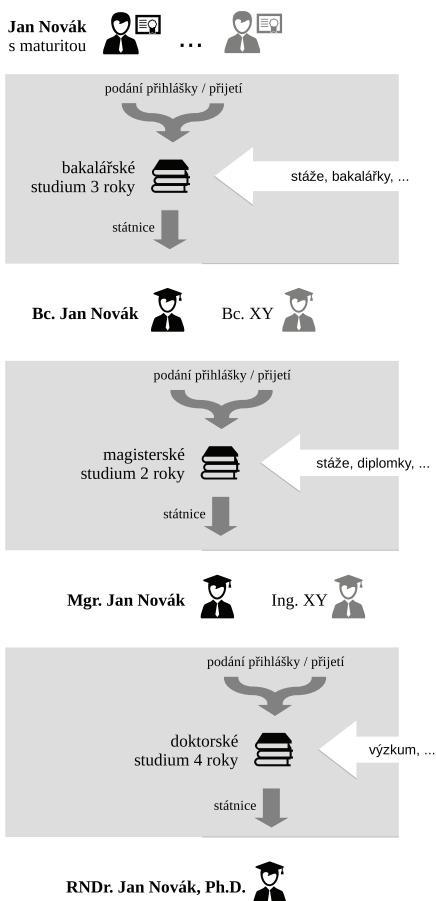 Jan Novák
s maturitou
...
podání přihlášky / přijetí
bakalářské
studium 3 roky
stáže, bakalářky, ...
státnice
Bc. Jan Novák
Bc. XY
podání přihlášky / přijetí
magisterské
studium 2 roky
stáže, diplomky, ...
státnice
Mgr. Jan Novák
Ing. XY
podání přihlášky / přijetí
doktorské
studium 4 roky
výzkum, ...
státnice
RNDr. Jan Novák, Ph.D.